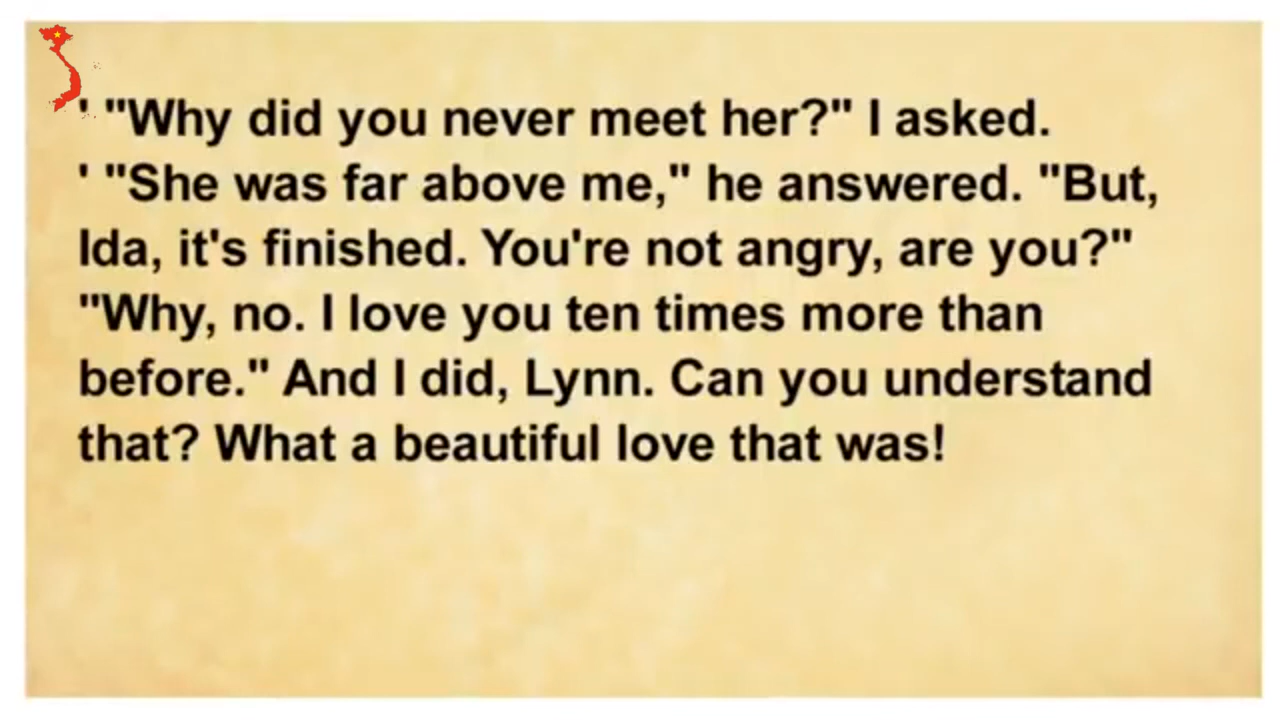 ' "Why did you never meet her?" I asked.
' "She was far above me," he answered. "But,
Ida, it's finished. You're not angry, are you?"
"Why, no. I love you ten times more than
before." And I did, Lynn. Can you understand
that? What a beautiful love that was!